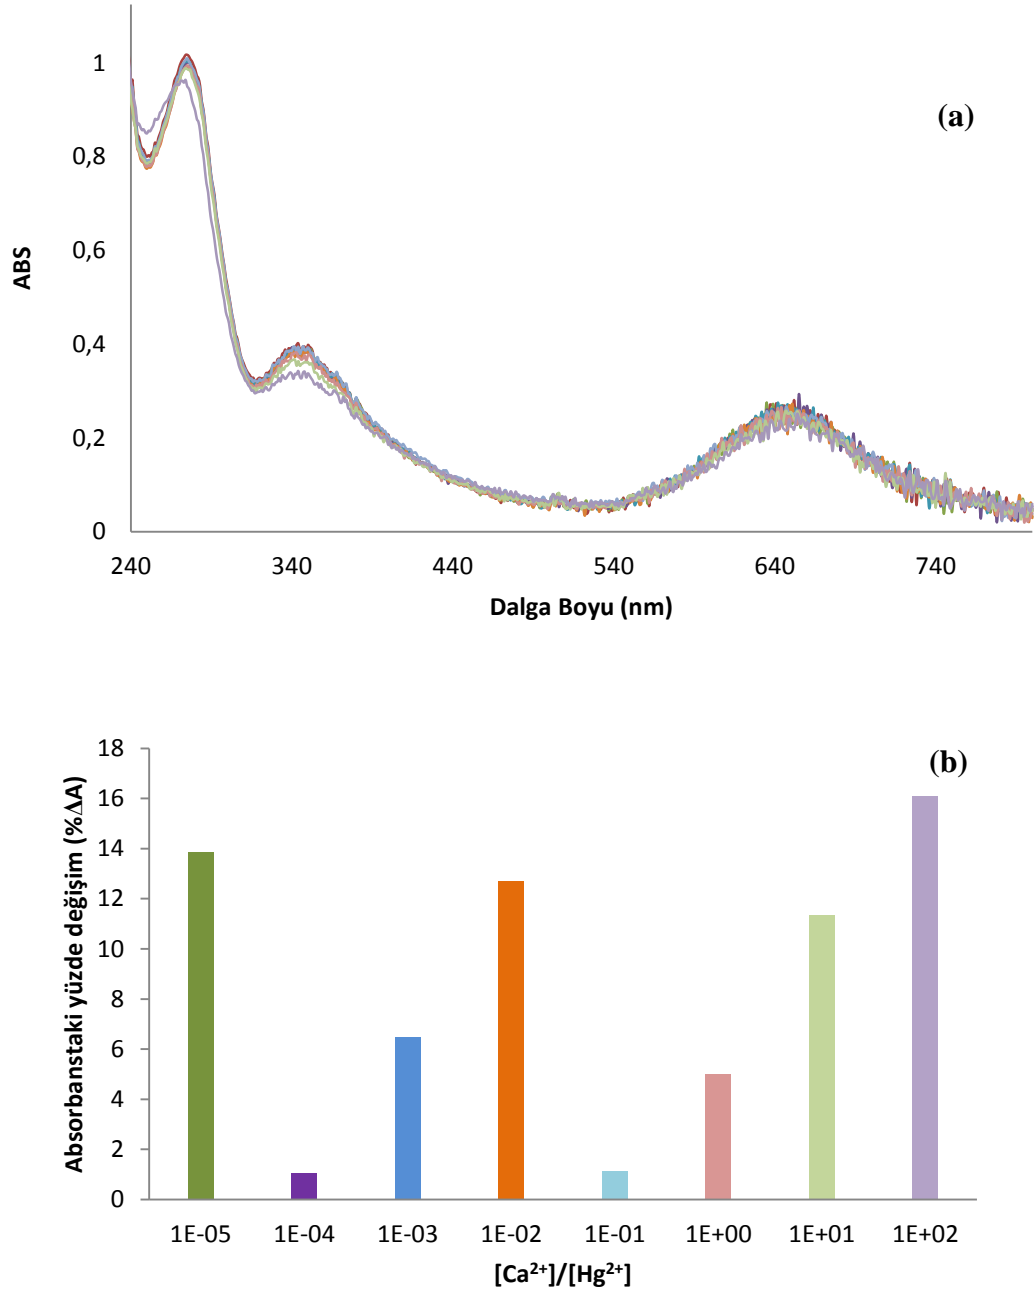 (a)
ABS
1
0,8
0,6
0,4
0,2
0
240 340 440 540 640 740
Dalga Boyu (nm)
(b)
Absorbanstaki yüzde değişim (%ΔA)
18
16
14
12
10
8
6
4
2
0
1E-05 1E-04 1E-03 1E-02 1E-01 1E+00 1E+01 1E+02
[Ca²⁺]/[Hg²⁺]